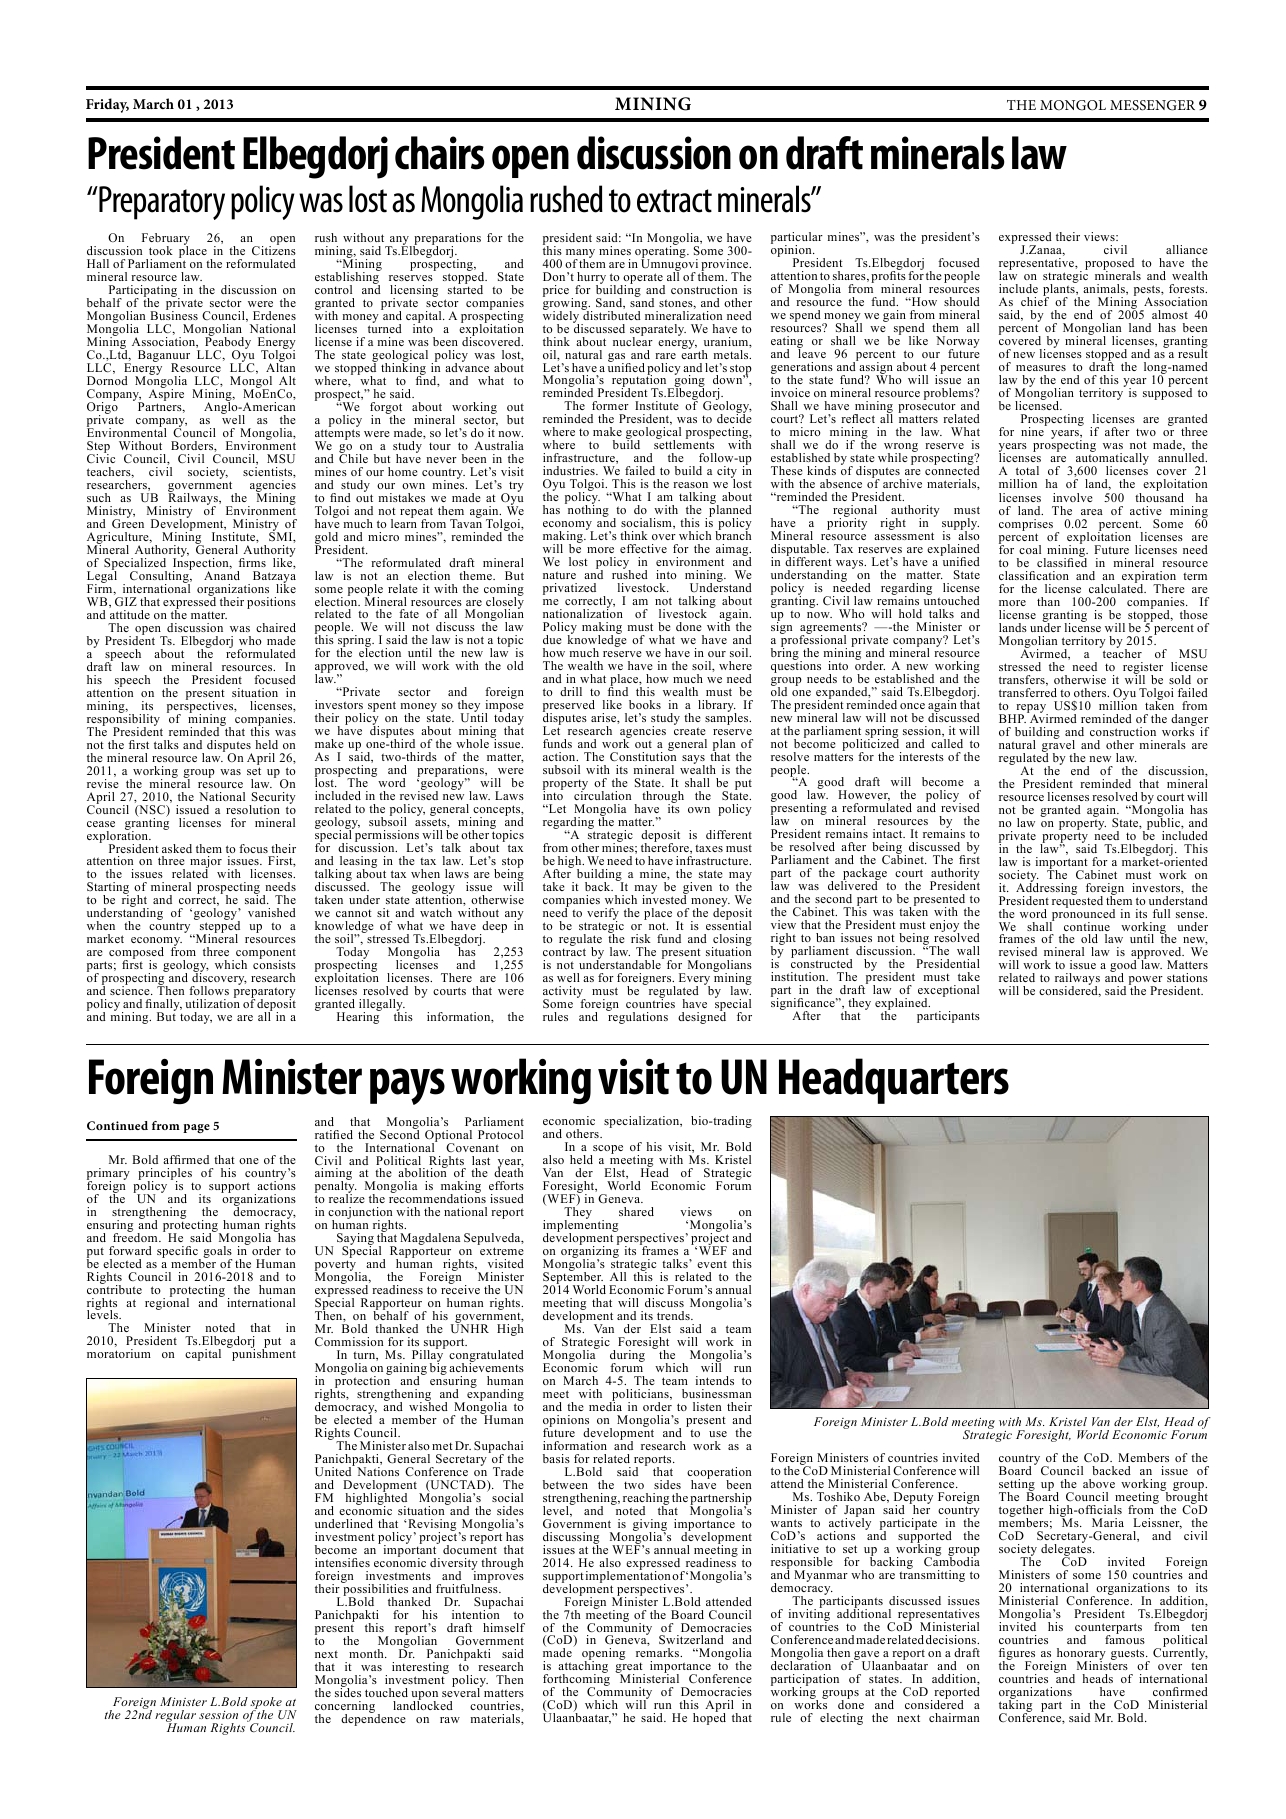 Friday, March 01 , 2013
MINING
THE MONGOL MESSENGER 9
President Elbegdorj chairs open discussion on draft minerals law
“Preparatory policy was lost as Mongolia rushed to extract minerals”
On February 26, an open
discussion took place in the Citizens
Hall of Parliament on the reformulated
mineral resource law.
Participating in the discussion on
behalf of the private sector were the
Mongolian Business Council, Erdenes
Mongolia LLC, Mongolian National
Mining Association, Peabody Energy
Co.,Ltd, Baganuur LLC, Oyu Tolgoi
LLC, Energy Resource LLC, Altan
Dornod Mongolia LLC, Mongol Alt
Company, Aspire Mining, MoEnCo,
Origo Partners, Anglo-American
private company, as well as the
Environmental Council of Mongolia,
Step Without Borders, Environment
Civic Council, Civil Council, MSU
teachers, civil society, scientists,
researchers, government agencies
such as UB Railways, the Mining
Ministry, Ministry of Environment
and Green Development, Ministry of
Agriculture, Mining Institute, SMI,
Mineral Authority, General Authority
of Specialized Inspection, firms like,
Legal Consulting, Anand Batzaya
Firm, international organizations like
WB, GIZ that expressed their positions
and attitude on the matter.
The open discussion was chaired
by President Ts. Elbegdorj who made
a speech about the reformulated
draft law on mineral resources. In
his speech the President focused
attention on the present situation in
mining, its perspectives, licenses,
responsibility of mining companies.
The President reminded that this was
not the first talks and disputes held on
the mineral resource law. On April 26,
2011, a working group was set up to
revise the mineral resource law. On
April 27, 2010, the National Security
Council (NSC) issued a resolution to
cease granting licenses for mineral
exploration.
President asked them to focus their
attention on three major issues. First,
to the issues related with licenses.
Starting of mineral prospecting needs
to be right and correct, he said. The
understanding of ‘geology’ vanished
when the country stepped up to a
market economy. “Mineral resources
are composed from three component
parts; first is geology, which consists
of prospecting and discovery, research
and science. Then follows preparatory
policy and finally, utilization of deposit
and mining. But today, we are all in a
rush without any preparations for the
mining, said Ts.Elbegdorj.
“Mining prospecting, and
establishing reserves stopped. State
control and licensing started to be
granted to private sector companies
with money and capital. A prospecting
licenses turned into a exploitation
license if a mine was been discovered.
The state geological policy was lost,
we stopped thinking in advance about
where, what to find, and what to
prospect,” he said.
“We forgot about working out
a policy in the mineral sector, but
attempts were made, so let’s do it now.
We go on a study tour to Australia
and Chile but have never been in the
mines of our home country. Let’s visit
and study our own mines. Let’s try
to find out mistakes we made at Oyu
Tolgoi and not repeat them again. We
have much to learn from Tavan Tolgoi,
gold and micro mines”, reminded the
President.
“The reformulated draft mineral
law is not an election theme. But
some people relate it with the coming
election. Mineral resources are closely
related to the fate of all Mongolian
people. We will not discuss the law
this spring. I said the law is not a topic
for the election until the new law is
approved, we will work with the old
law.”
“Private sector and foreign
investors spent money so they impose
their policy on the state. Until today
we have disputes about mining that
make up one-third of the whole issue.
As I said, two-thirds of the matter,
prospecting and preparations, were
lost. The word ‘geology” will be
included in the revised new law. Laws
related to the policy, general concepts,
geology, subsoil assets, mining and
special permissions will be other topics
for discussion. Let’s talk about tax
and leasing in the tax law. Let’s stop
talking about tax when laws are being
discussed. The geology issue will
taken under state attention, otherwise
we cannot sit and watch without any
knowledge of what we have deep in
the soil”, stressed Ts.Elbegdorj.
Today Mongolia has 2,253
prospecting licenses and 1,255
exploitation licenses. There are 106
licenses resolved by courts that were
granted illegally.
Hearing this information, the
president said: “In Mongolia, we have
this many mines operating. Some 300-
400 of them are in Umnugovi province.
Don’t hurry to operate all of them. The
price for building and construction is
growing. Sand, sand stones, and other
widely distributed mineralization need
to be discussed separately. We have to
think about nuclear energy, uranium,
oil, natural gas and rare earth metals.
Let’s have a unified policy and let’s stop
Mongolia’s reputation going down”,
reminded President Ts.Elbegdorj.
The former Institute of Geology,
reminded the President, was to decide
where to make geological prospecting,
where to build settlements with
infrastructure, and the follow-up
industries. We failed to build a city in
Oyu Tolgoi. This is the reason we lost
the policy. “What I am talking about
has nothing to do with the planned
economy and socialism, this is policy
making. Let’s think over which branch
will be more effective for the aimag.
We lost policy in environment and
nature and rushed into mining. We
privatized livestock. Understand
me correctly, I am not talking about
nationalization of livestock again.
Policy making must be done with the
due knowledge of what we have and
how much reserve we have in our soil.
The wealth we have in the soil, where
and in what place, how much we need
to drill to find this wealth must be
preserved like books in a library. If
disputes arise, let’s study the samples.
Let research agencies create reserve
funds and work out a general plan of
action. The Constitution says that the
subsoil with its mineral wealth is the
property of the State. It shall be put
into circulation through the State.
“Let Mongolia have its own policy
regarding the matter.”
“A strategic deposit is different
from other mines; therefore, taxes must
be high. We need to have infrastructure.
After building a mine, the state may
take it back. It may be given to the
companies which invested money. We
need to verify the place of the deposit
to be strategic or not. It is essential
to regulate the risk fund and closing
contract by law. The present situation
is not understandable for Mongolians
as well as for foreigners. Every mining
activity must be regulated by law.
Some foreign countries have special
rules and regulations designed for
particular mines”, was the president’s
opinion.
President Ts.Elbegdorj focused
attention to shares, profits for the people
of Mongolia from mineral resources
and resource the fund. “How should
we spend money we gain from mineral
resources? Shall we spend them all
eating or shall we be like Norway
and leave 96 percent to our future
generations and assign about 4 percent
to the state fund? Who will issue an
invoice on mineral resource problems?
Shall we have mining prosecutor and
court? Let’s reflect all matters related
to micro mining in the law. What
shall we do if the wrong reserve is
established by state while prospecting?
These kinds of disputes are connected
with the absence of archive materials,
“reminded the President.
“The regional authority must
have a priority right in supply.
Mineral resource assessment is also
disputable. Tax reserves are explained
in different ways. Let’s have a unified
understanding on the matter. State
policy is needed regarding license
granting. Civil law remains untouched
up to now. Who will hold talks and
sign agreements? —-the Minister or
a professional private company? Let’s
bring the mining and mineral resource
questions into order. A new working
group needs to be established and the
old one expanded,” said Ts.Elbegdorj.
The president reminded once again that
new mineral law will not be discussed
at the parliament spring session, it will
not become politicized and called to
resolve matters for the interests of the
people.
“A good draft will become a
good law. However, the policy of
presenting a reformulated and revised
law on mineral resources by the
President remains intact. It remains to
be resolved after being discussed by
Parliament and the Cabinet. The first
part of the package court authority
law was delivered to the President
and the second part to be presented to
the Cabinet. This was taken with the
view that the President must enjoy the
right to ban issues not being resolved
by parliament discussion. “The wall
is constructed by the Presidential
institution. The president must take
part in the draft law of exceptional
significance”, they explained.
After that the participants
expressed their views:
J.Zanaa, civil alliance
representative, proposed to have the
law on strategic minerals and wealth
include plants, animals, pests, forests.
As chief of the Mining Association
said, by the end of 2005 almost 40
percent of Mongolian land has been
covered by mineral licenses, granting
of new licenses stopped and as a result
of measures to draft the long-named
law by the end of this year 10 percent
of Mongolian territory is supposed to
be licensed.
Prospecting licenses are granted
for nine years, if after two or three
years prospecting was not made, the
licenses are automatically annulled.
A total of 3,600 licenses cover 21
million ha of land, the exploitation
licenses involve 500 thousand ha
of land. The area of active mining
comprises 0.02 percent. Some 60
percent of exploitation licenses are
for coal mining. Future licenses need
to be classified in mineral resource
classification and an expiration term
for the license calculated. There are
more than 100-200 companies. If
license granting is be stopped, those
lands under license will be 5 percent of
Mongolian territory by 2015.
Avirmed, a teacher of MSU
stressed the need to register license
transfers, otherwise it will be sold or
transferred to others. Oyu Tolgoi failed
to repay US$10 million taken from
BHP. Avirmed reminded of the danger
of building and construction works if
natural gravel and other minerals are
regulated by the new law.
At the end of the discussion,
the President reminded that mineral
resource licenses resolved by court will
not be granted again. “Mongolia has
no law on property. State, public, and
private property need to be included
in the law”, said Ts.Elbegdorj. This
law is important for a market-oriented
society. The Cabinet must work on
it. Addressing foreign investors, the
President requested them to understand
the word pronounced in its full sense.
We shall continue working under
frames of the old law until the new,
revised mineral law is approved. We
will work to issue a good law. Matters
related to railways and power stations
will be considered, said the President.
Foreign Minister pays working visit to UN Headquarters
Continued from page 5
Mr. Bold affirmed that one of the
primary principles of his country’s
foreign policy is to support actions
of the UN and its organizations
in strengthening the democracy,
ensuring and protecting human rights
and freedom. He said Mongolia has
put forward specific goals in order to
be elected as a member of the Human
Rights Council in 2016-2018 and to
contribute to protecting the human
rights at regional and international
levels.
The Minister noted that in
2010, President Ts.Elbegdorj put a
moratorium on capital punishment
GHTS COUNCIL
ruary - 22 March 2013)
nvandan Bold
Affairs of Mongolia
HUMAN RIGHTS COUNCIL
Foreign Minister L.Bold spoke at
the 22nd regular session of the UN
Human Rights Council.
and that Mongolia’s Parliament
ratified the Second Optional Protocol
to the International Covenant on
Civil and Political Rights last year,
aiming at the abolition of the death
penalty. Mongolia is making efforts
to realize the recommendations issued
in conjunction with the national report
on human rights.
Saying that Magdalena Sepulveda,
UN Special Rapporteur on extreme
poverty and human rights, visited
Mongolia, the Foreign Minister
expressed readiness to receive the UN
Special Rapporteur on human rights.
Then, on behalf of his government,
Mr. Bold thanked the UNHR High
Commission for its support.
In turn, Ms. Pillay congratulated
Mongolia on gaining big achievements
in protection and ensuring human
rights, strengthening and expanding
democracy, and wished Mongolia to
be elected a member of the Human
Rights Council.
The Minister also met Dr. Supachai
Panichpakti, General Secretary of the
United Nations Conference on Trade
and Development (UNCTAD). The
FM highlighted Mongolia’s social
and economic situation and the sides
underlined that ‘Revising Mongolia’s
investment policy’ project’s report has
become an important document that
intensifies economic diversity through
foreign investments and improves
their possibilities and fruitfulness.
L.Bold thanked Dr. Supachai
Panichpakti for his intention to
present this report’s draft himself
to the Mongolian Government
next month. Dr. Panichpakti said
that it was interesting to research
Mongolia’s investment policy. Then
the sides touched upon several matters
concerning landlocked countries,
the dependence on raw materials,
economic specialization, bio-trading
and others.
In a scope of his visit, Mr. Bold
also held a meeting with Ms. Kristel
Van der Elst, Head of Strategic
Foresight, World Economic Forum
(WEF) in Geneva.
They shared views on
implementing ‘Mongolia’s
development perspectives’ project and
on organizing its frames a ‘WEF and
Mongolia’s strategic talks’ event this
September. All this is related to the
2014 World Economic Forum’s annual
meeting that will discuss Mongolia’s
development and its trends.
Ms. Van der Elst said a team
of Strategic Foresight will work in
Mongolia during the Mongolia’s
Economic forum which will run
on March 4-5. The team intends to
meet with politicians, businessman
and the media in order to listen their
opinions on Mongolia’s present and
future development and to use the
information and research work as a
basis for related reports.
L.Bold said that cooperation
between the two sides have been
strengthening, reaching the partnership
level, and noted that Mongolia’s
Government is giving importance to
discussing Mongolia’s development
issues at the WEF’s annual meeting in
2014. He also expressed readiness to
support implementation of ‘Mongolia’s
development perspectives’.
Foreign Minister L.Bold attended
the 7th meeting of the Board Council
of the Community of Democracies
(CoD) in Geneva, Switzerland and
made opening remarks. “Mongolia
is attaching great importance to the
forthcoming Ministerial Conference
of the Community of Democracies
(CoD) which will run this April in
Ulaanbaatar,” he said. He hoped that
Foreign Minister L.Bold meeting with Ms. Kristel Van der Elst, Head of
Strategic Foresight, World Economic Forum
Foreign Ministers of countries invited
to the CoD Ministerial Conference will
attend the Ministerial Conference.
Ms. Toshiko Abe, Deputy Foreign
Minister of Japan said her country
wants to actively participate in the
CoD’s actions and supported the
initiative to set up a working group
responsible for backing Cambodia
and Myanmar who are transmitting to
democracy.
The participants discussed issues
of inviting additional representatives
of countries to the CoD Ministerial
Conference and made related decisions.
Mongolia then gave a report on a draft
declaration of Ulaanbaatar and on
participation of states. In addition,
working groups at the CoD reported
on works done and considered a
rule of electing the next chairman
country of the CoD. Members of the
Board Council backed an issue of
setting up the above working group.
The Board Council meeting brought
together high-officials from the CoD
members; Ms. Maria Leissner, the
CoD Secretary-General, and civil
society delegates.
The CoD invited Foreign
Ministers of some 150 countries and
20 international organizations to its
Ministerial Conference. In addition,
Mongolia’s President Ts.Elbegdorj
invited his counterparts from ten
countries and famous political
figures as honorary guests. Currently,
the Foreign Ministers of over ten
countries and heads of international
organizations have confirmed
taking part in the CoD Ministerial
Conference, said Mr. Bold.